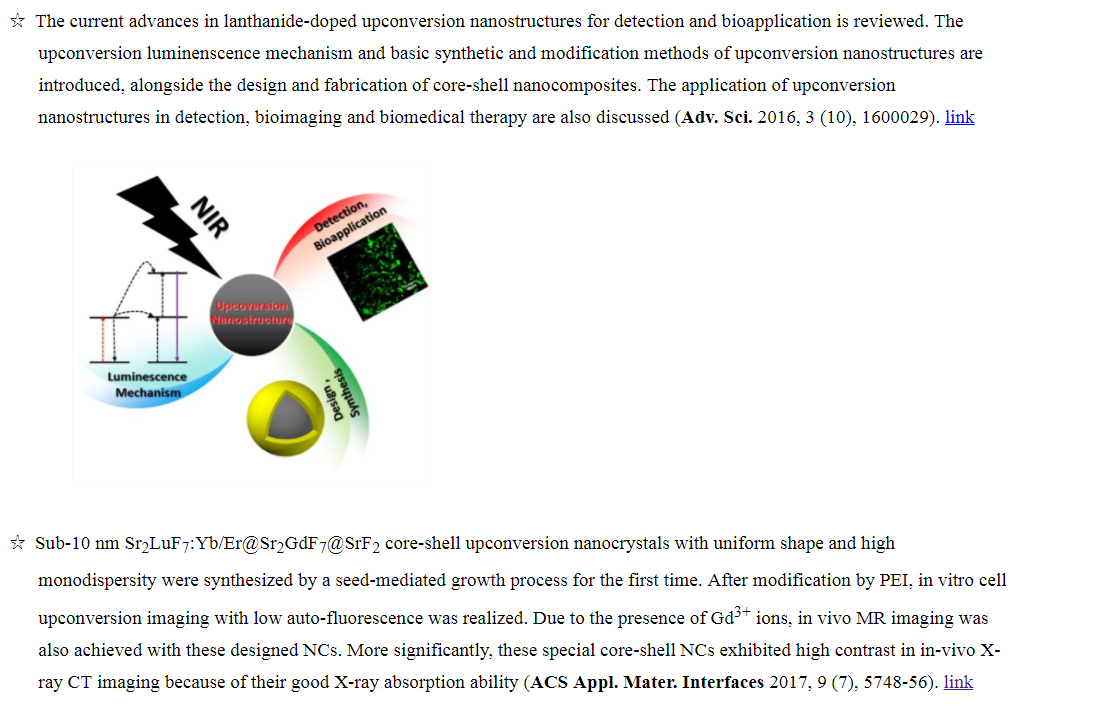 ☆ The current advances in lanthanide-doped upconversion nanostructures for detection and bioapplication is reviewed. The
upconversion luminenscence mechanism and basic synthetic and modification methods of upconversion nanostructures are
introduced, alongside the design and fabrication of core-shell nanocomposites. The application of upconversion
nanostructures in detection, bioimaging and biomedical therapy are also discussed (Adv. Sci. 2016, 3 (10), 1600029). link
NIR
Detection,
Bioapplication
Upcoversion
Nanostructure
Luminescence
Mechanism
Design,
Synthesis
☆ Sub-10 nm Sr₂LuF₇:Yb/Er@Sr₂GdF₇@SrF₂ core-shell upconversion nanocrystals with uniform shape and high
monodispersity were synthesized by a seed-mediated growth process for the first time. After modification by PEI, in vitro cell
upconversion imaging with low auto-fluorescence was realized. Due to the presence of Gd³⁺ ions, in vivo MR imaging was
also achieved with these designed NCs. More significantly, these special core-shell NCs exhibited high contrast in in-vivo X-
ray CT imaging because of their good X-ray absorption ability (ACS Appl. Mater. Interfaces 2017, 9 (7), 5748-56). link